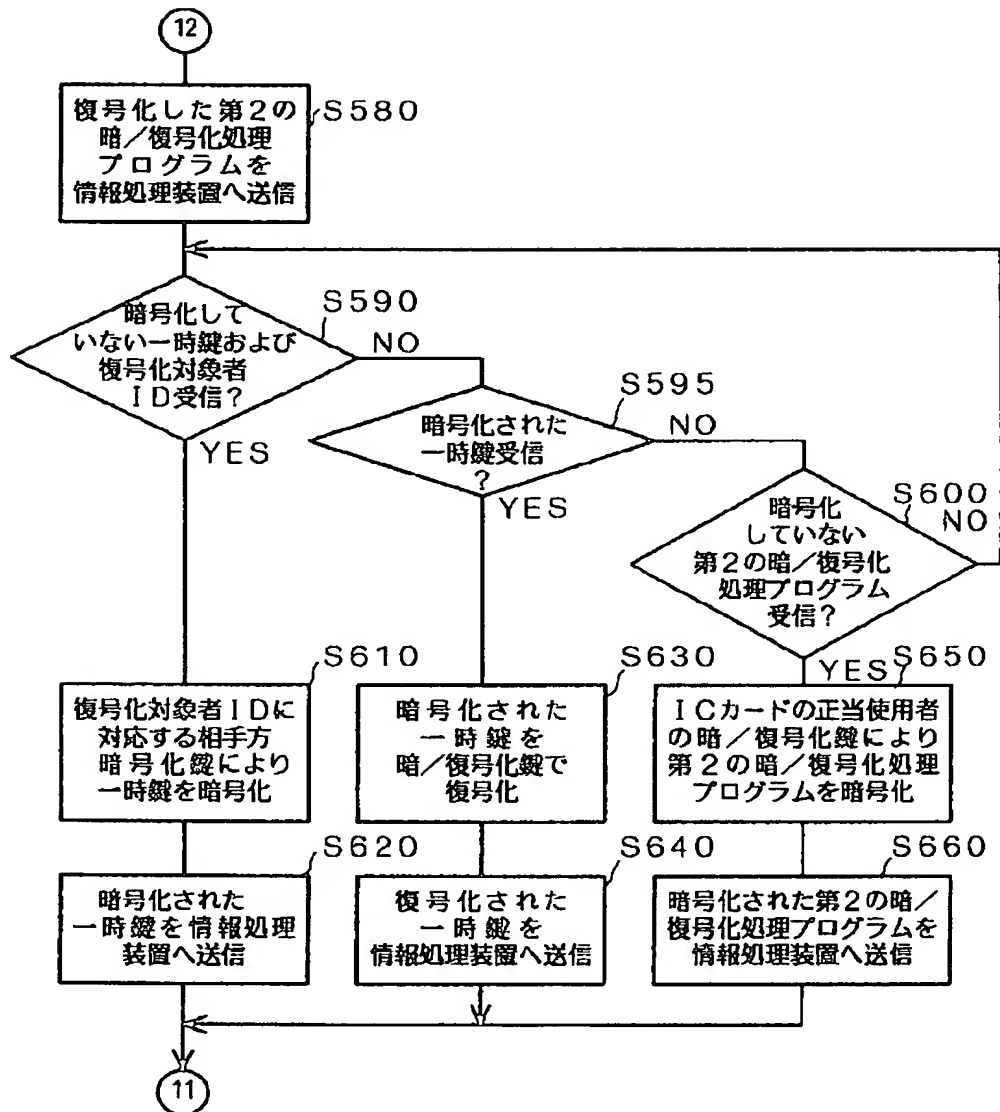 12
復号化した第2の
暗/復号化処理
プログラムを
情報処理装置へ送信
S580
暗号化して
いない一時鍵および
復号化対象者
ID受信?
S590
NO
YES
暗号化された
一時鍵受信
?
S595
NO
YES
暗号化
していない
第2の暗/復号化
処理プログラム
受信?
S600
NO
YES
S610
復号化対象者IDに
対応する相手方
暗号化鍵により
一時鍵を暗号化
S630
暗号化された
一時鍵を
暗/復号化鍵で
復号化
S650
ICカードの正当使用者
の暗/復号化鍵により
第2の暗/復号化処理
プログラムを暗号化
S620
暗号化された
一時鍵を情報処理
装置へ送信
S640
復号化された
一時鍵を
情報処理装置へ送信
S660
暗号化された第2の暗/
復号化処理プログラムを
情報処理装置へ送信
11